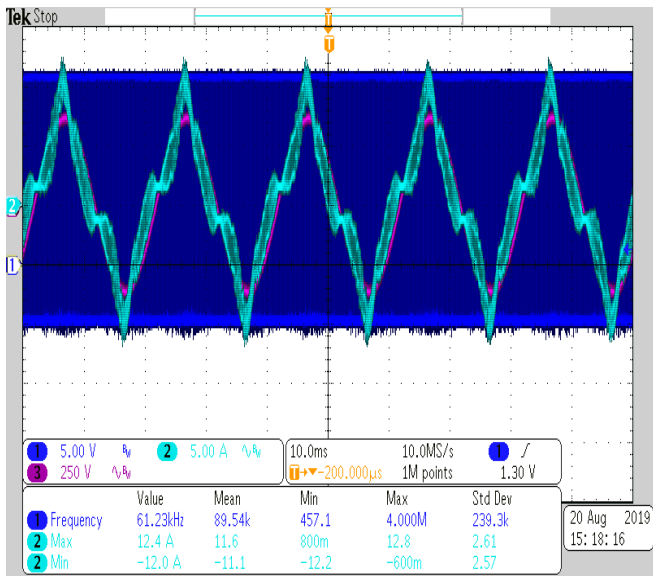 Tek Stop
T
T
2
1
1 5.00 V BW 2 5.00 A ∿BW 10.0ms 10.0MS/s 1 ∫
3 250 V ∿BW T→▼-200.000µs 1M points 1.30 V
Value Mean Min Max Std Dev
1 Frequency 61.23kHz 89.54k 457.1 4.000M 239.3k
2 Max 12.4 A 11.6 800m 12.8 2.61
2 Min -12.0 A -11.1 -12.2 -600m 2.57
20 Aug 2019
15:18:16